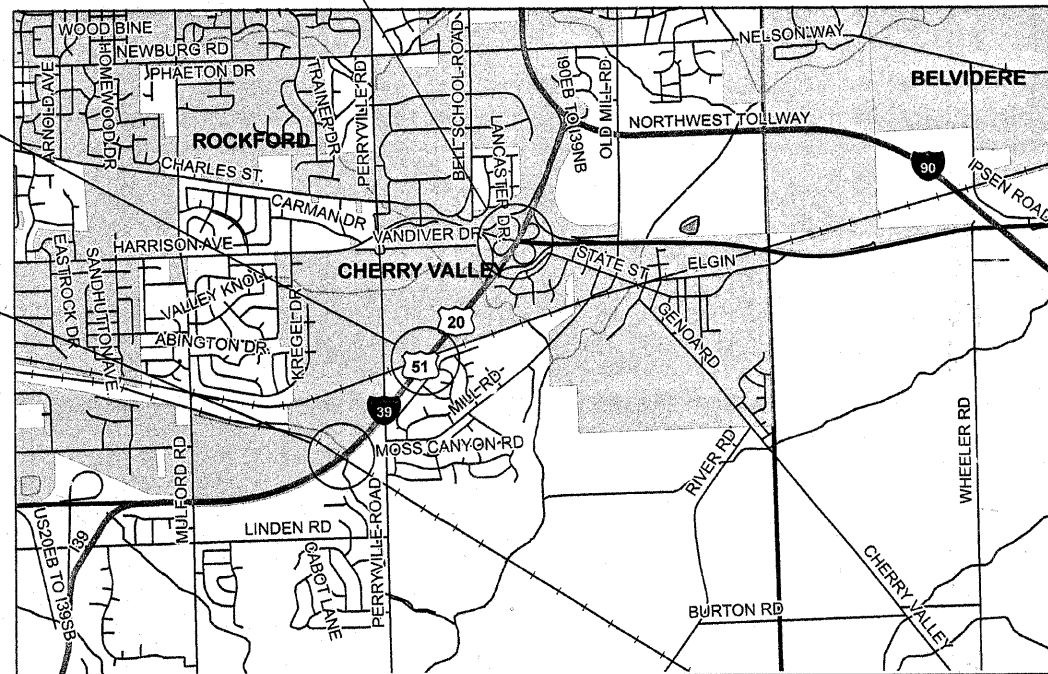 WOOD BINE
NEWBURG RD
PHAETON DR
ARNOLD AVE
HOMEWOOD DR
TRAINER DR
PERRYVILLE RD
BELL SCHOOL ROAD
I90EB TO I39NB
OLD MILL RD
NELSON WAY
BELVIDERE
NORTHWEST TOLLWAY
90
IPSEN ROAD
ROCKFORD
CHARLES ST.
LANCASTER DR.
CARMAN DR
VANDIVER DR.
HARRISON AVE
CHERRY VALLEY
STATE ST.
ELGIN
EASTROCK DR.
SANDHUTTON AVE.
VALLEY KNOLL
KREGEL DR.
ABINGTON DR.
20
51
39
GENOA RD
MILL RD
MOSS CANYON RD
MULFORD RD
RIVER RD
WHEELER RD
US20EB TO I39SB
I39
LINDEN RD
CABOT LANE
PERRYVILLE ROAD
CHERRY VALLEY
BURTON RD